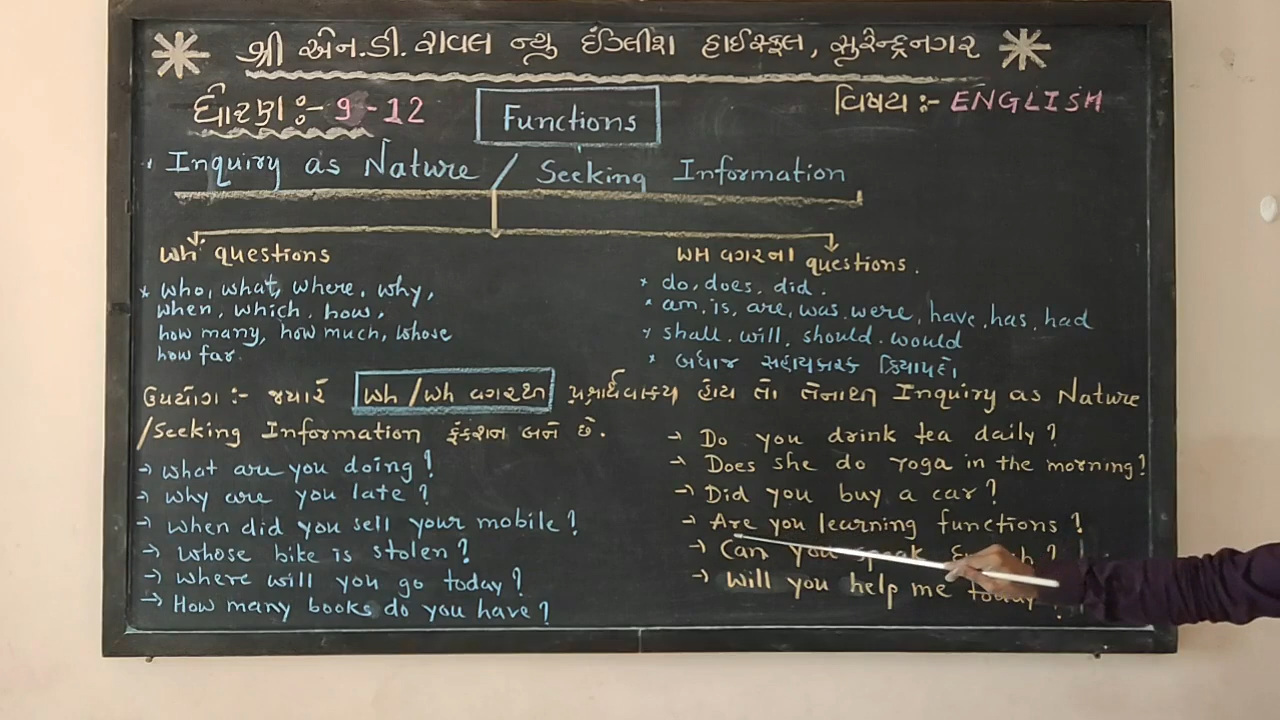 શ્રી એન.ડી. રાવલ ન્યુ ઈંગ્લીશ હાઈસ્કૂલ, સુરેન્દ્રનગર
ધોરણ :- 9 - 12
Functions
વિષય :- ENGLISH
Inquiry as Nature / Seeking Information
Wh questions
* who, what, where, why,
when, which, how,
how many, how much, whose
how far
WH વગરના questions.
* do, does, did.
* am, is, are, was, were, have, has, had
* shall, will, should, would
* બધાજ સહાયકારક ક્રિયાપદો
ઉપયોગ :- જ્યારે Wh / Wh વગરના પ્રશ્નાર્થવાક્ય હોય તો તેનાથી Inquiry as Nature
/ Seeking Information ફંકશન બને છે.
→ what are you doing?
→ why are you late?
→ when did you sell your mobile?
→ whose bike is stolen?
→ where will you go today?
→ How many books do you have?
→ Do you drink tea daily?
→ Does she do yoga in the morning?
→ Did you buy a car?
→ Are you learning functions?
→ Can you speak ?
→ Will you help me today?